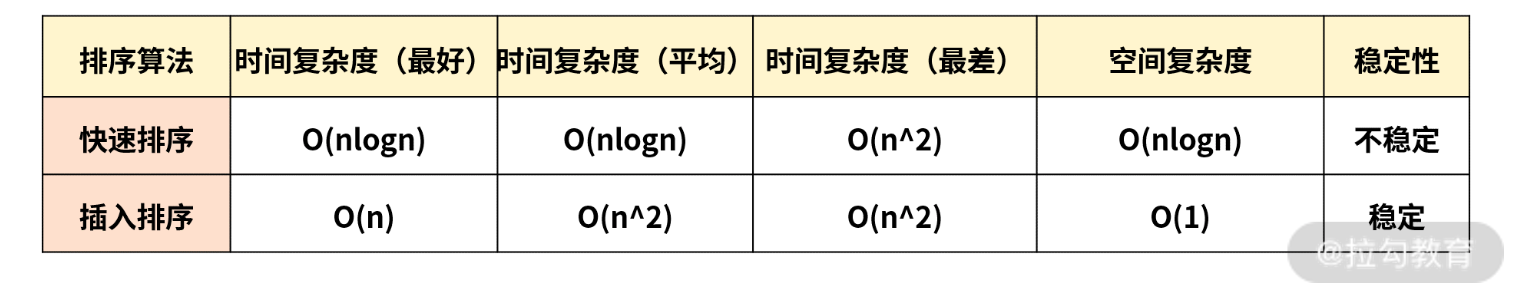 排序算法 时间复杂度（最好） 时间复杂度（平均） 时间复杂度（最差） 空间复杂度 稳定性
快速排序 O(nlogn) O(nlogn) O(n^2) O(nlogn) 不稳定
插入排序 O(n) O(n^2) O(n^2) O(1) 稳定
@拉勾教育